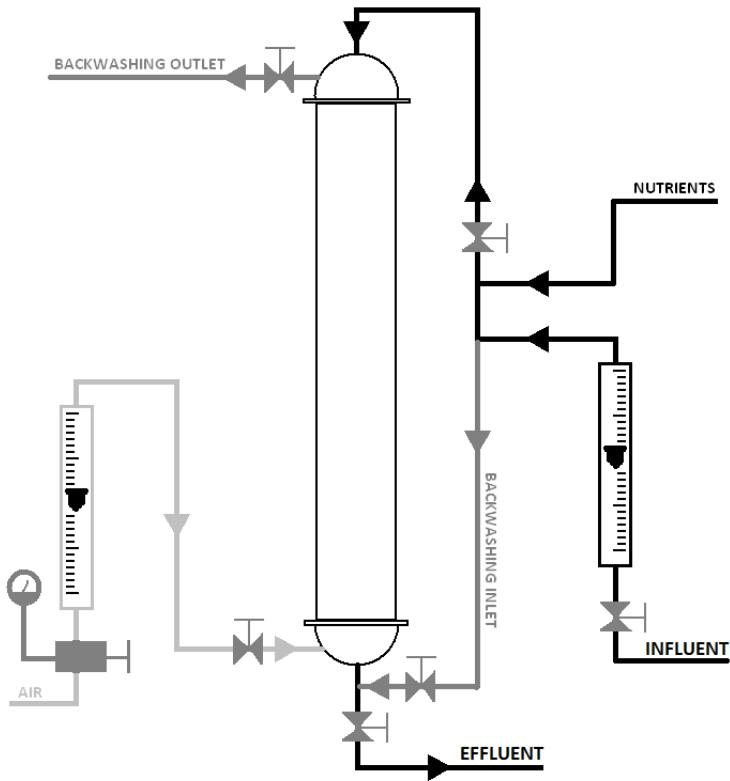 BACKWASHING OUTLET
NUTRIENTS
BACKWASHING INLET
INFLUENT
AIR
EFFLUENT